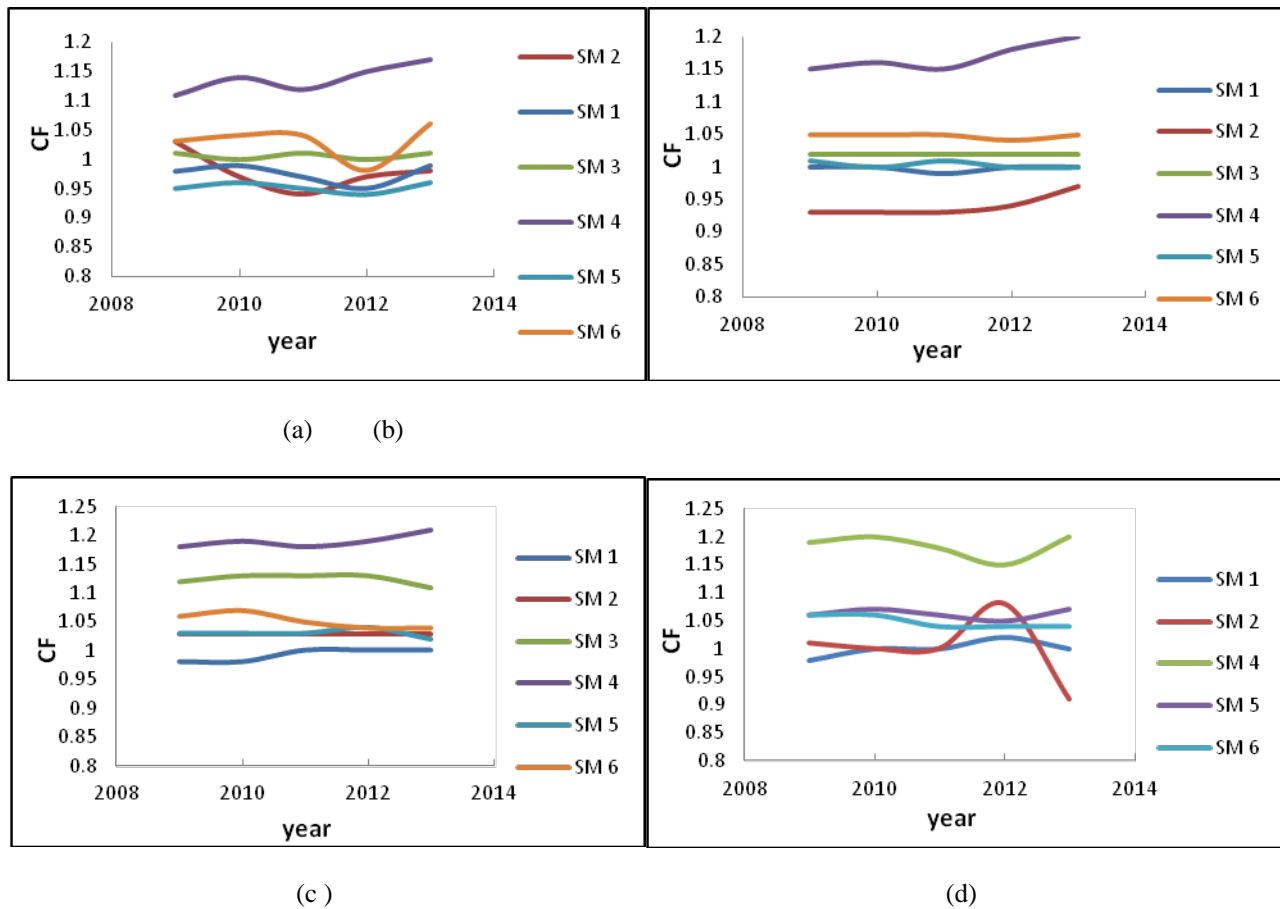 1.2
1.15
1.1
1.05
1
0.95
0.9
0.85
0.8
CF
2008 2010 2012 2014
year
SM 2
SM 1
SM 3
SM 4
SM 5
SM 6
1.2
1.15
1.1
1.05
1
0.95
0.9
0.85
0.8
CF
2008 2010 2012 2014
year
SM 1
SM 2
SM 3
SM 4
SM 5
SM 6
(a) (b)
1.25
1.2
1.15
1.1
1.05
1
0.95
0.9
0.85
0.8
CF
2008 2010 2012 2014
year
SM 1
SM 2
SM 3
SM 4
SM 5
SM 6
1.25
1.2
1.15
1.1
1.05
1
0.95
0.9
0.85
0.8
CF
2008 2010 2012 2014
year
SM 1
SM 2
SM 4
SM 5
SM 6
(c ) (d)